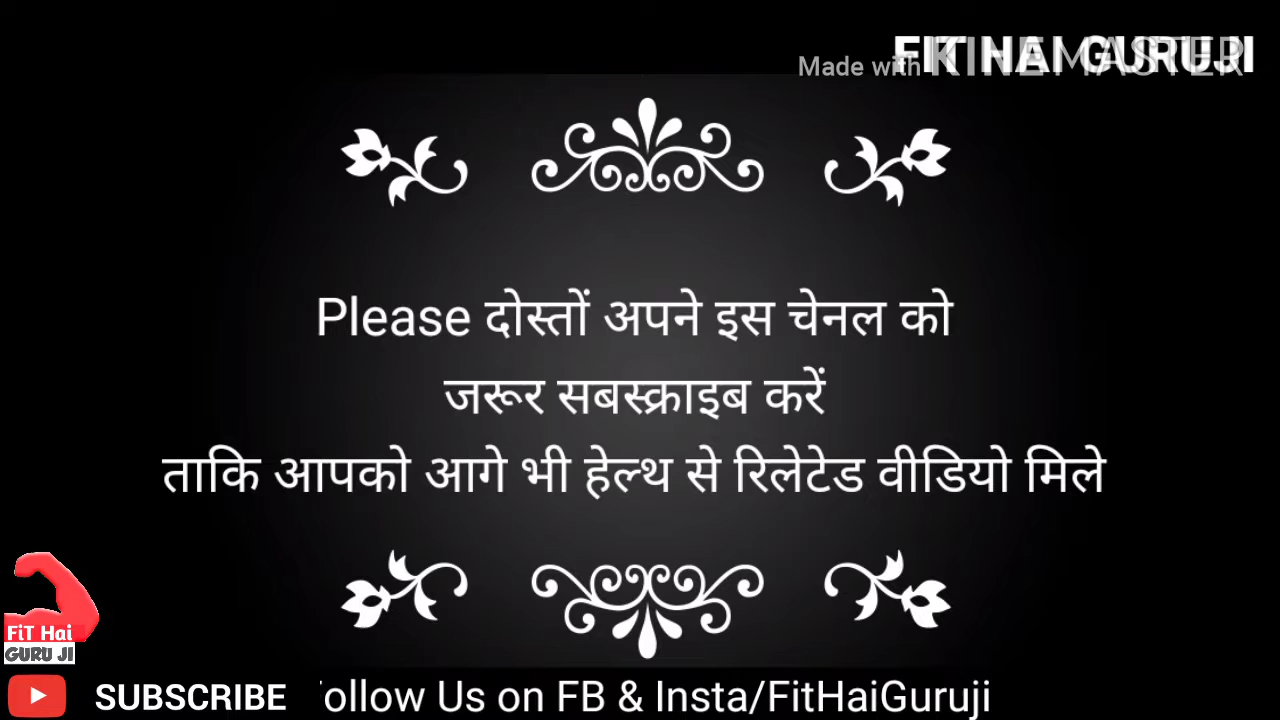 FIT HAI GURUJI
Made with KINEMASTER
Please दोस्तों अपने इस चेनल को
जरूर सबस्क्राइब करें
ताकि आपको आगे भी हेल्थ से रिलेटेड वीडियो मिले
FiT Hai
GURU JI
SUBSCRIBE
ollow Us on FB & Insta/FitHaiGuruji